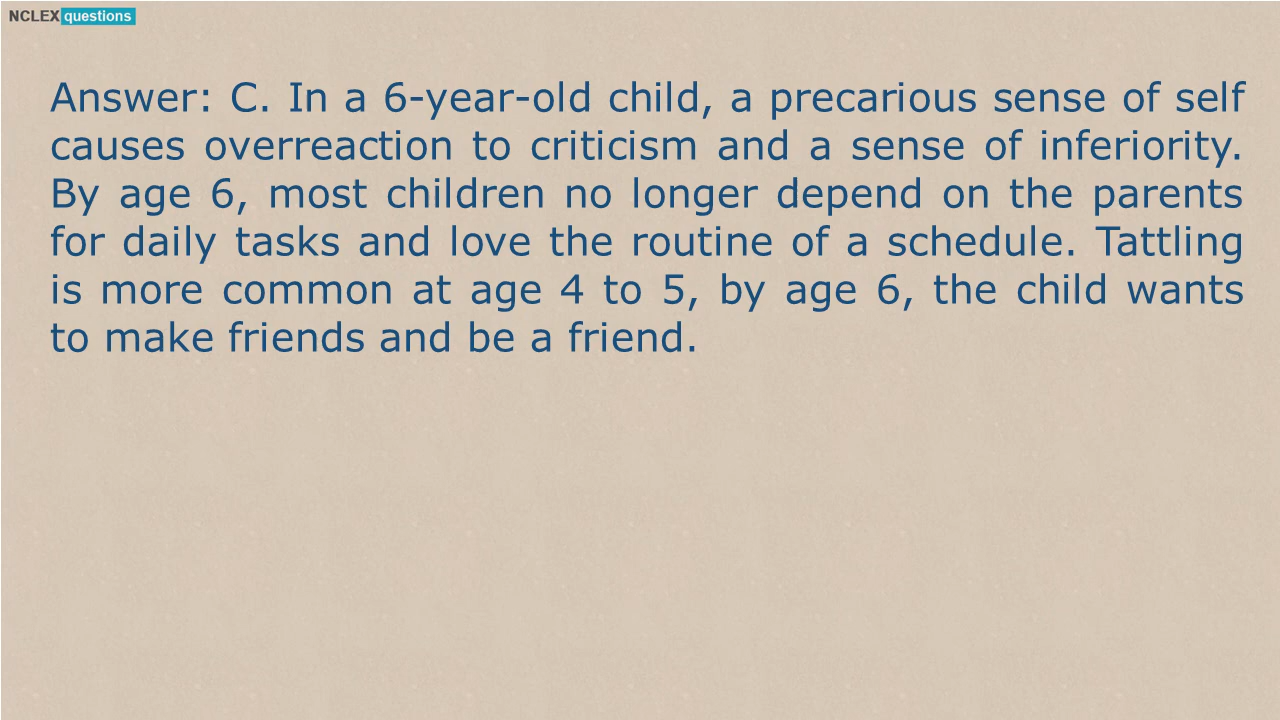 NCLEX questions
Answer: C. In a 6-year-old child, a precarious sense of self
causes overreaction to criticism and a sense of inferiority.
By age 6, most children no longer depend on the parents
for daily tasks and love the routine of a schedule. Tattling
is more common at age 4 to 5, by age 6, the child wants
to make friends and be a friend.